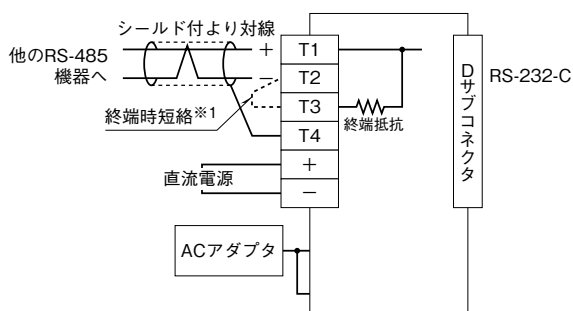 シールド付より対線
他のRS-485
機器へ
+
−
T1
T2
T3
T4
+
−
終端時短絡※1
終端抵抗
直流電源
ACアダプタ
Dサブコネクタ
RS-232-C